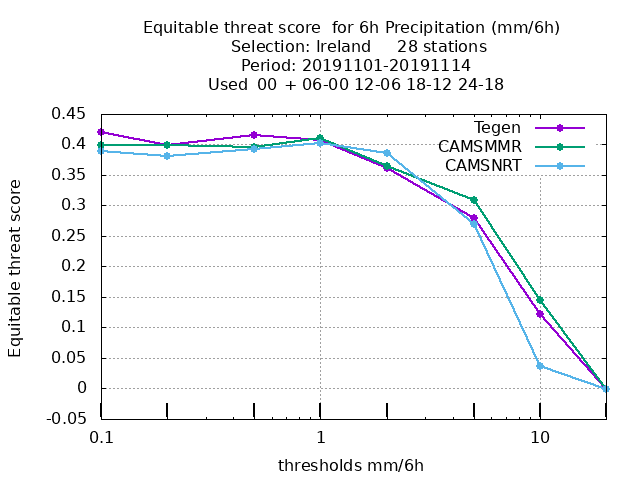 Equitable threat score  for 6h Precipitation (mm/6h)
Selection: Ireland     28 stations
Period: 20191101-20191114
Used  00 + 06-00 12-06 18-12 24-18
Tegen
CAMSMMR
CAMSNRT
Equitable threat score
0.45
0.4
0.35
0.3
0.25
0.2
0.15
0.1
0.05
0
-0.05
0.1
1
10
thresholds mm/6h